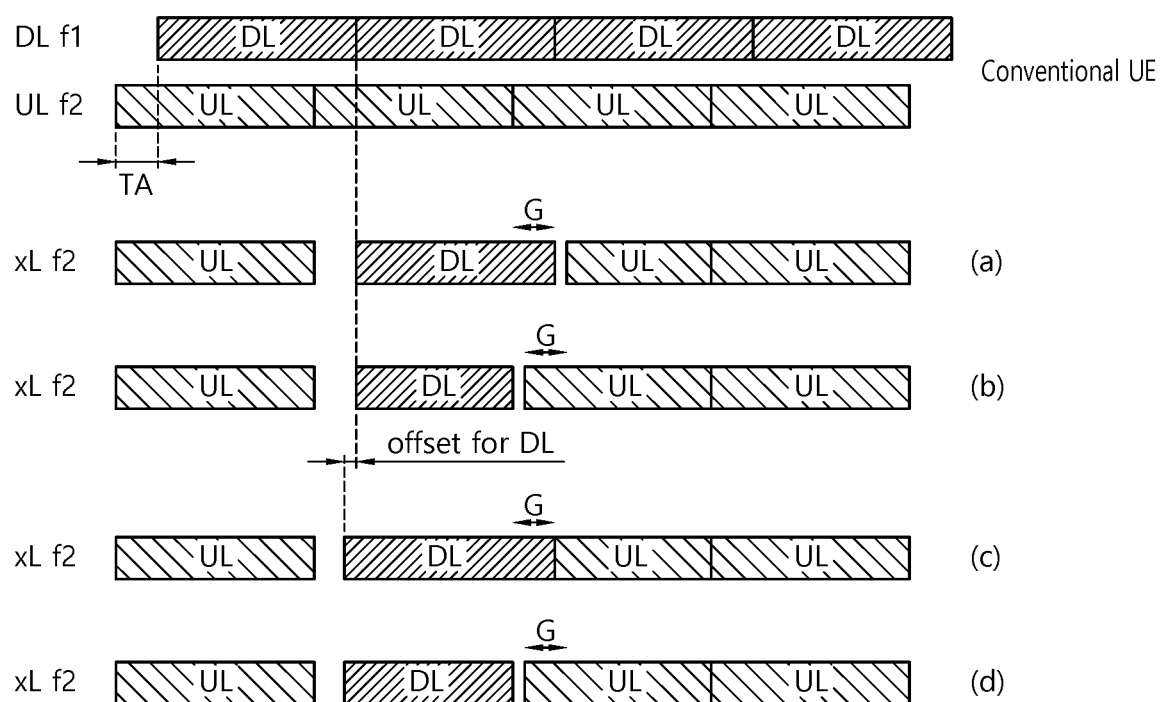 DL f1 DL DL DL DL
Conventional UE
UL f2 UL UL UL UL
TA
G
xL f2 UL DL UL UL (a)
G
xL f2 UL DL UL UL (b)
offset for DL
G
xL f2 UL DL UL UL (c)
G
xL f2 UL DL UL UL (d)